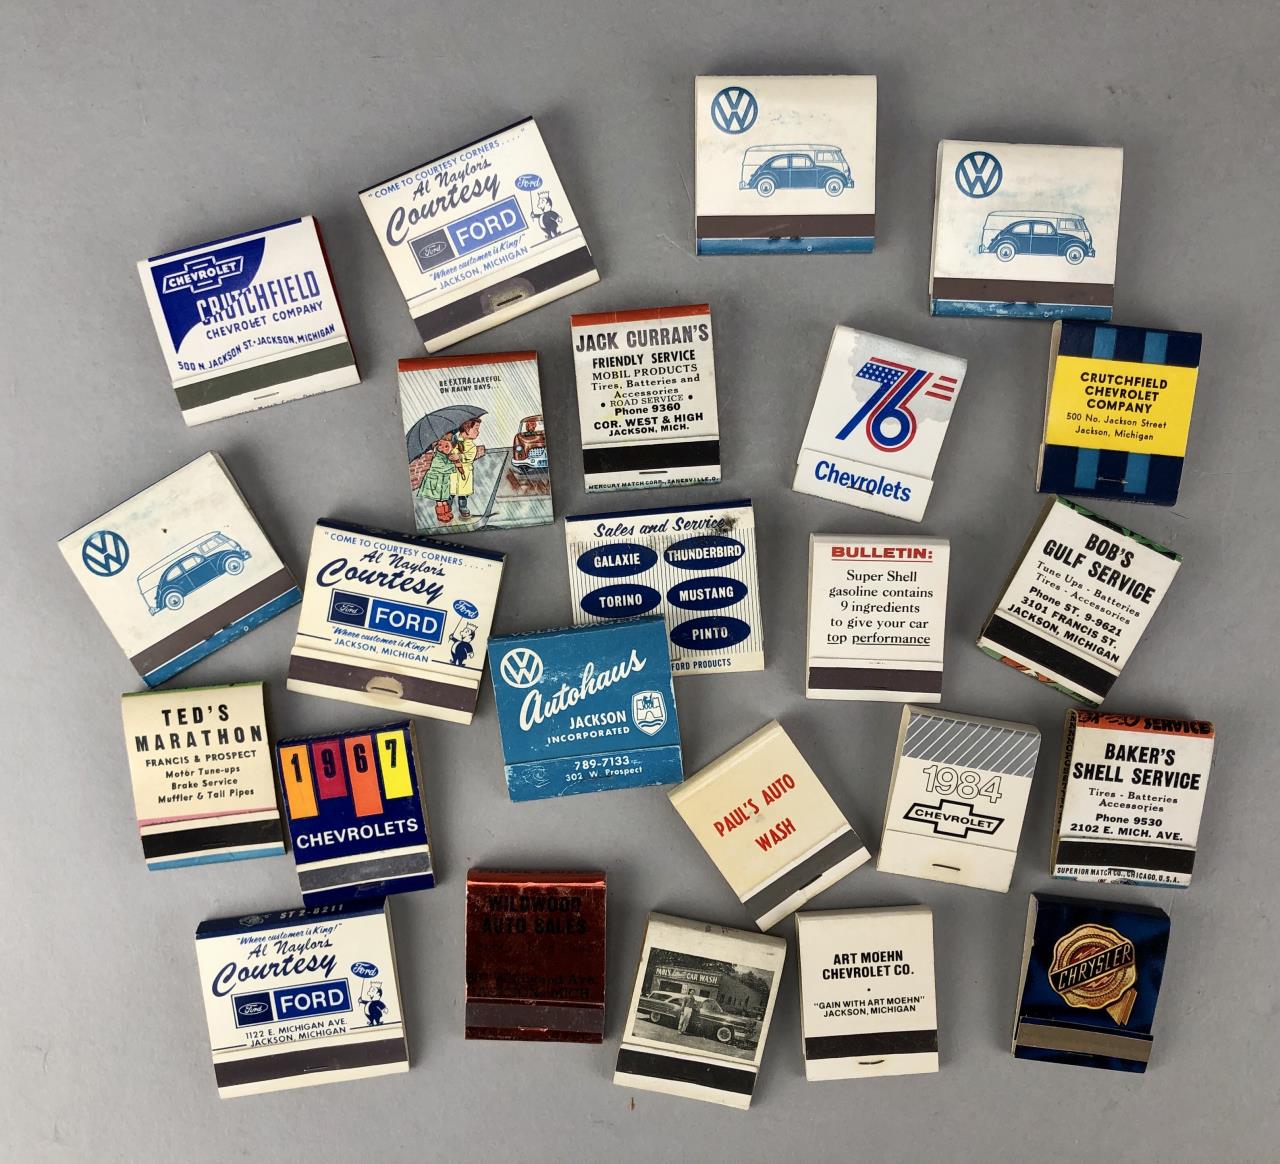 VW
VW
"COME TO COURTESY CORNERS...."
Al Naylor's
Courtesy
Ford
Ford FORD
"Where customer is King!"
JACKSON, MICHIGAN
CHEVROLET
CRUTCHFIELD
CHEVROLET COMPANY
500 N. JACKSON ST. • JACKSON, MICHIGAN
BE EXTRA CAREFUL
ON RAINY DAYS...
JACK CURRAN'S
FRIENDLY SERVICE
MOBIL PRODUCTS
Tires, Batteries and
Accessories
• ROAD SERVICE •
Phone 9360
COR. WEST & HIGH
JACKSON, MICH.
MERCURY MATCH CORP., ZANESVILLE, O.
76
Chevrolets
CRUTCHFIELD
CHEVROLET
COMPANY
500 No. Jackson Street
Jackson, Michigan
VW
"COME TO COURTESY CORNERS...."
Al Naylor's
Courtesy
Ford
Ford FORD
"Where customer is King!"
JACKSON, MICHIGAN
Sales and Service
GALAXIE THUNDERBIRD
TORINO MUSTANG
PINTO
FORD PRODUCTS
BULLETIN:
Super Shell
gasoline contains
9 ingredients
to give your car
top performance
BOB'S
GULF SERVICE
Tune Ups - Batteries
Tires - Accessories
Phone ST. 9-9621
3101 FRANCIS ST.
JACKSON, MICHIGAN
VW
Autohaus
JACKSON
INCORPORATED
789-7133
302 W. Prospect
TED'S
MARATHON
FRANCIS & PROSPECT
Motor Tune-ups
Brake Service
Muffler & Tail Pipes
1967
CHEVROLETS
PAUL'S AUTO
WASH
1984
CHEVROLET
BAKER'S
SHELL SERVICE
Tires - Batteries
Accessories
Phone 9530
2102 E. MICH. AVE.
SUPERIOR MATCH CO., CHICAGO, U.S.A.
ST 2-8211
"Where customer is King!"
Al Naylor's
Courtesy
Ford
Ford FORD
1122 E. MICHIGAN AVE.
JACKSON, MICHIGAN
WILDWOOD
AUTO SALES
PAUL'S CAR WASH
ART MOEHN
CHEVROLET CO.
•
"GAIN WITH ART MOEHN"
JACKSON, MICHIGAN
CHRYSLER